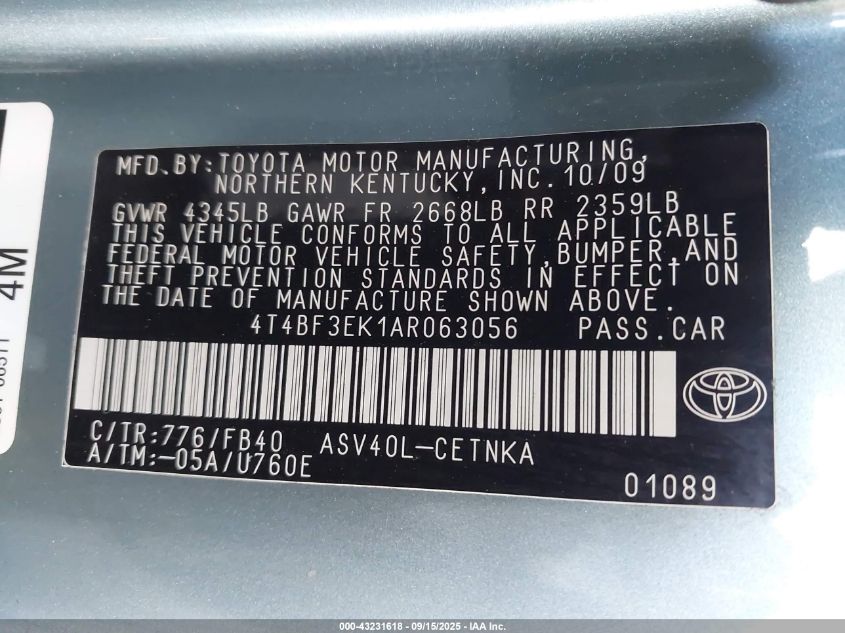 MFD. BY: TOYOTA MOTOR MANUFACTURING,
NORTHERN KENTUCKY, INC. 10/09
GVWR 4345LB GAWR FR 2668LB RR 2359LB
THIS VEHICLE CONFORMS TO ALL APPLICABLE
FEDERAL MOTOR VEHICLE SAFETY, BUMPER, AND
THEFT PREVENTION STANDARDS IN EFFECT ON
THE DATE OF MANUFACTURE SHOWN ABOVE.
4T4BF3EK1AR063056 PASS.CAR
C/TR:776/FB40 ASV40L-CETNKA
A/TM:-05A/U760E
01089
4M
000-43231618 - 09/15/2025 - IAA Inc.